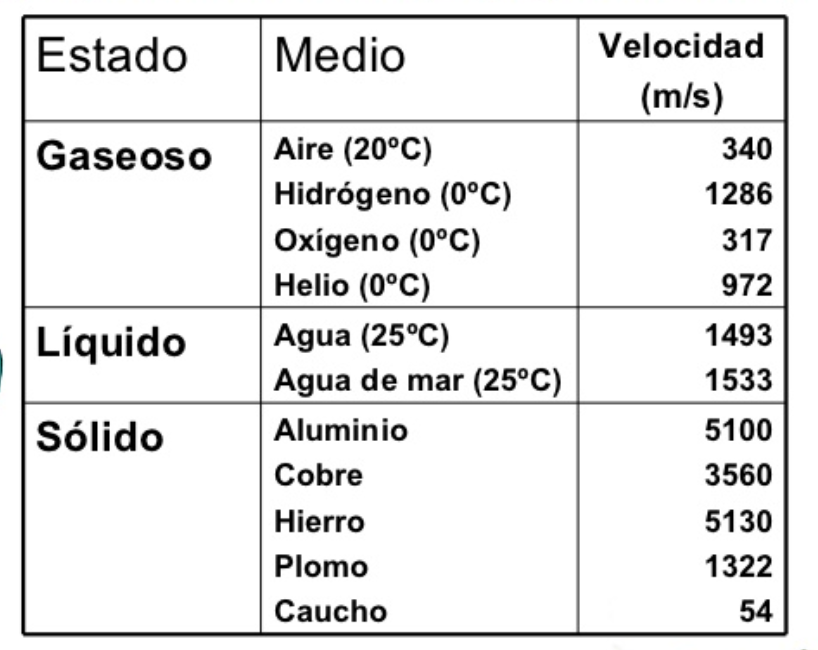 Estado Medio Velocidad (m/s)
Gaseoso Aire (20ºC) 340
Hidrógeno (0ºC) 1286
Oxígeno (0ºC) 317
Helio (0ºC) 972
Líquido Agua (25ºC) 1493
Agua de mar (25ºC) 1533
Sólido Aluminio 5100
Cobre 3560
Hierro 5130
Plomo 1322
Caucho 54